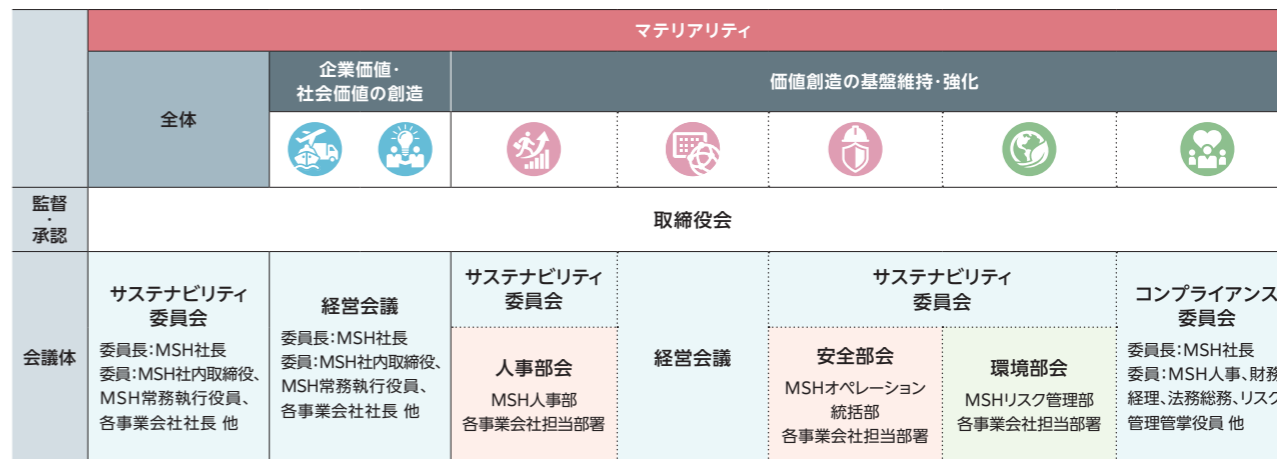 マテリアリティ
全体
企業価値・
社会価値の創造
価値創造の基盤維持・強化
監督
・
承認
取締役会
会議体
サステナビリティ
委員会
委員長:MSH社長
委員:MSH社内取締役、
MSH常務執行役員、
各事業会社社長 他
経営会議
委員長:MSH社長
委員:MSH社内取締役、
MSH常務執行役員、
各事業会社社長 他
サステナビリティ
委員会
人事部会
MSH人事部
各事業会社担当部署
経営会議
サステナビリティ
委員会
安全部会
MSHオペレーション
統括部
各事業会社担当部署
環境部会
MSHリスク管理部
各事業会社担当部署
コンプライアンス
委員会
委員長:MSH社長
委員:MSH人事、財務
経理、法務総務、リスク
管理管掌役員 他